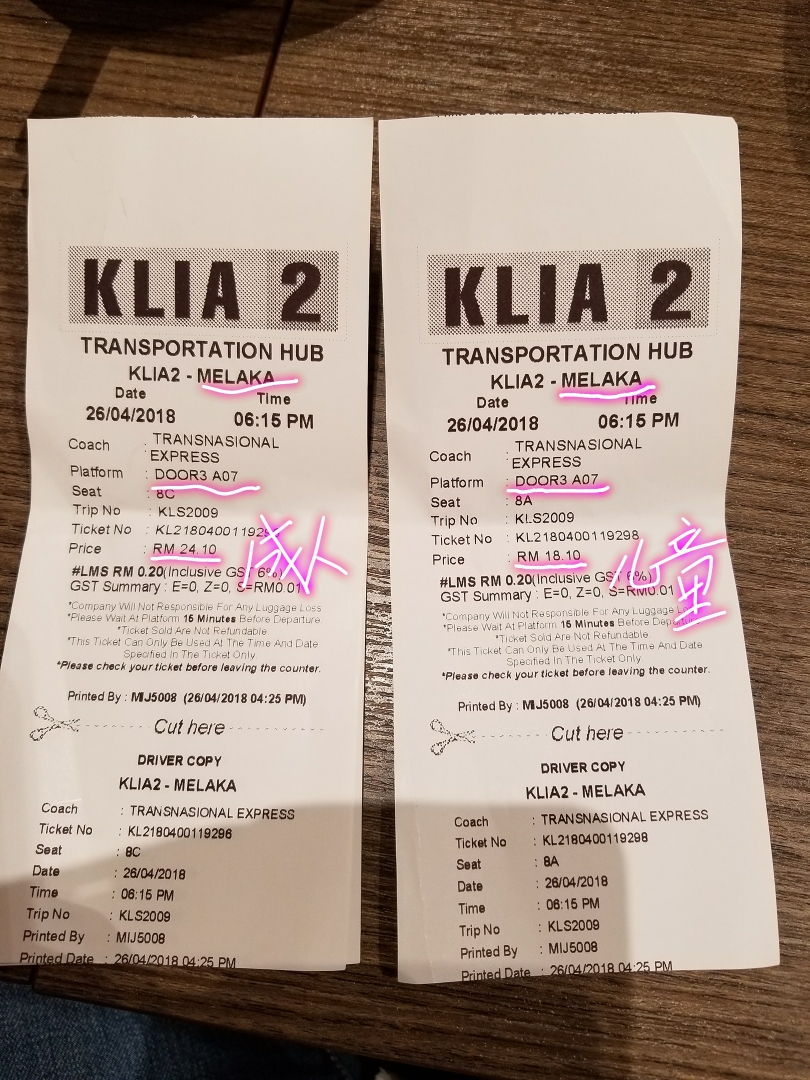 KLIA 2
TRANSPORTATION HUB
KLIA2 - MELAKA
Date Time
26/04/2018 06:15 PM
Coach : TRANSNASIONAL
EXPRESS
Platform : DOOR3 A07
Seat : 8C
Trip No : KLS2009
Ticket No : KL218040011929
Price : RM 24.10 成人
#LMS RM 0.20(Inclusive GST 6%)
GST Summary : E=0, Z=0, S=RM0.01
*Company Will Not Responsible For Any Luggage Loss
*Please Wait At Platform 15 Minutes Before Departure
*Ticket Sold Are Not Refundable
*This Ticket Can Only Be Used At The Time And Date
Specified In The Ticket Only
*Please check your ticket before leaving the counter.
Printed By : MIJ5008 (26/04/2018 04:25 PM)
Cut here
DRIVER COPY
KLIA2 - MELAKA
Coach : TRANSNASIONAL EXPRESS
Ticket No : KL2180400119296
Seat : 8C
Date : 26/04/2018
Time : 06:15 PM
Trip No : KLS2009
Printed By : MIJ5008
Printed Date : 26/04/2018 04:25 PM
KLIA 2
TRANSPORTATION HUB
KLIA2 - MELAKA
Date Time
26/04/2018 06:15 PM
Coach : TRANSNASIONAL
EXPRESS
Platform : DOOR3 A07
Seat : 8A
Trip No : KLS2009
Ticket No : KL2180400119298
Price : RM 18.10 儿童
#LMS RM 0.20(Inclusive GST 6%)
GST Summary : E=0, Z=0, S=RM0.01
*Company Will Not Responsible For Any Luggage Loss
*Please Wait At Platform 15 Minutes Before Departure
*Ticket Sold Are Not Refundable
*This Ticket Can Only Be Used At The Time And Date
Specified In The Ticket Only
*Please check your ticket before leaving the counter.
Printed By : MIJ5008 (26/04/2018 04:25 PM)
Cut here
DRIVER COPY
KLIA2 - MELAKA
Coach : TRANSNASIONAL EXPRESS
Ticket No : KL2180400119298
Seat : 8A
Date : 26/04/2018
Time : 06:15 PM
Trip No : KLS2009
Printed By : MIJ5008
Printed Date : 26/04/2018 04:25 PM